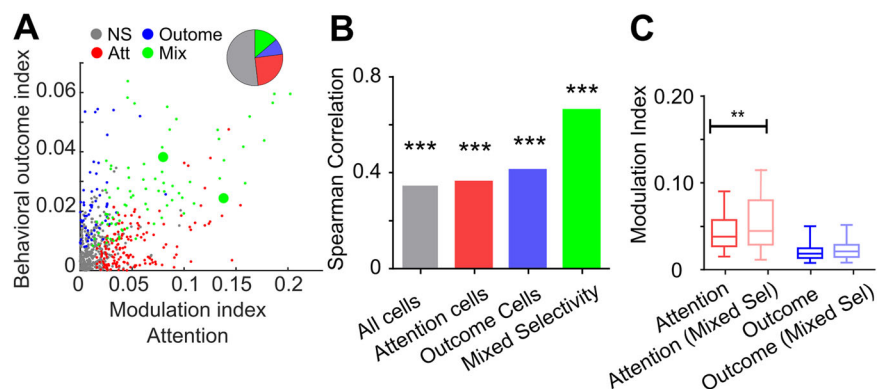 A
NS
Outome
Att
Mix
Behavioral outcome index
0.06
0.04
0.02
0
0
0.05
0.1
0.15
0.2
Modulation index
Attention
B
Spearman Correlation
0.8
0.4
0
***
***
***
***
All cells
Attention cells
Outcome Cells
Mixed Selectivity
C
Modulation Index
0.20
0.10
0
**
Attention
Attention (Mixed Sel)
Outcome
Outcome (Mixed Sel)